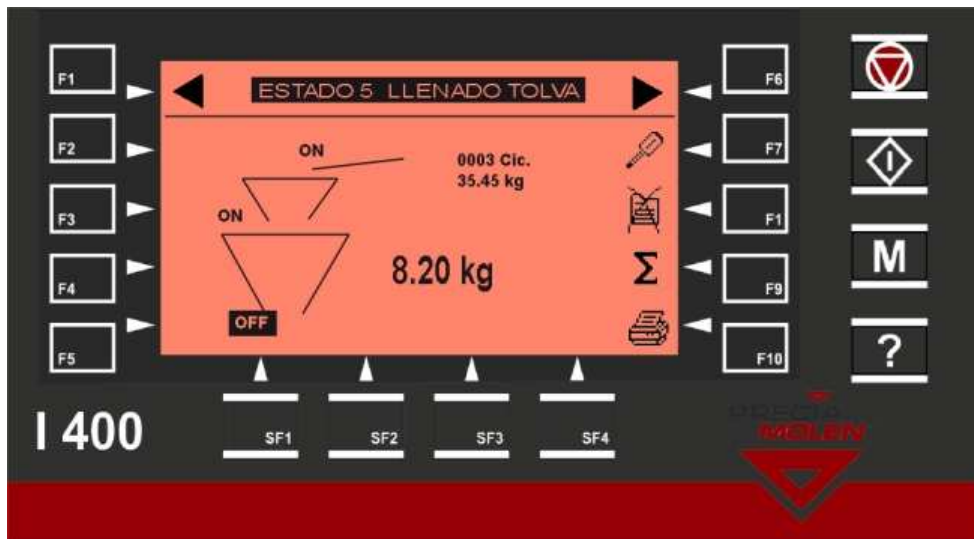 F1
F2
F3
F4
F5
ESTADO 5 LLENADO TOLVA
ON
0003 Cic.
35.45 kg
ON
8.20 kg
Σ
OFF
F6
F7
F1
F9
F10
M
?
I 400
SF1
SF2
SF3
SF4
PRECIA
MOLEN